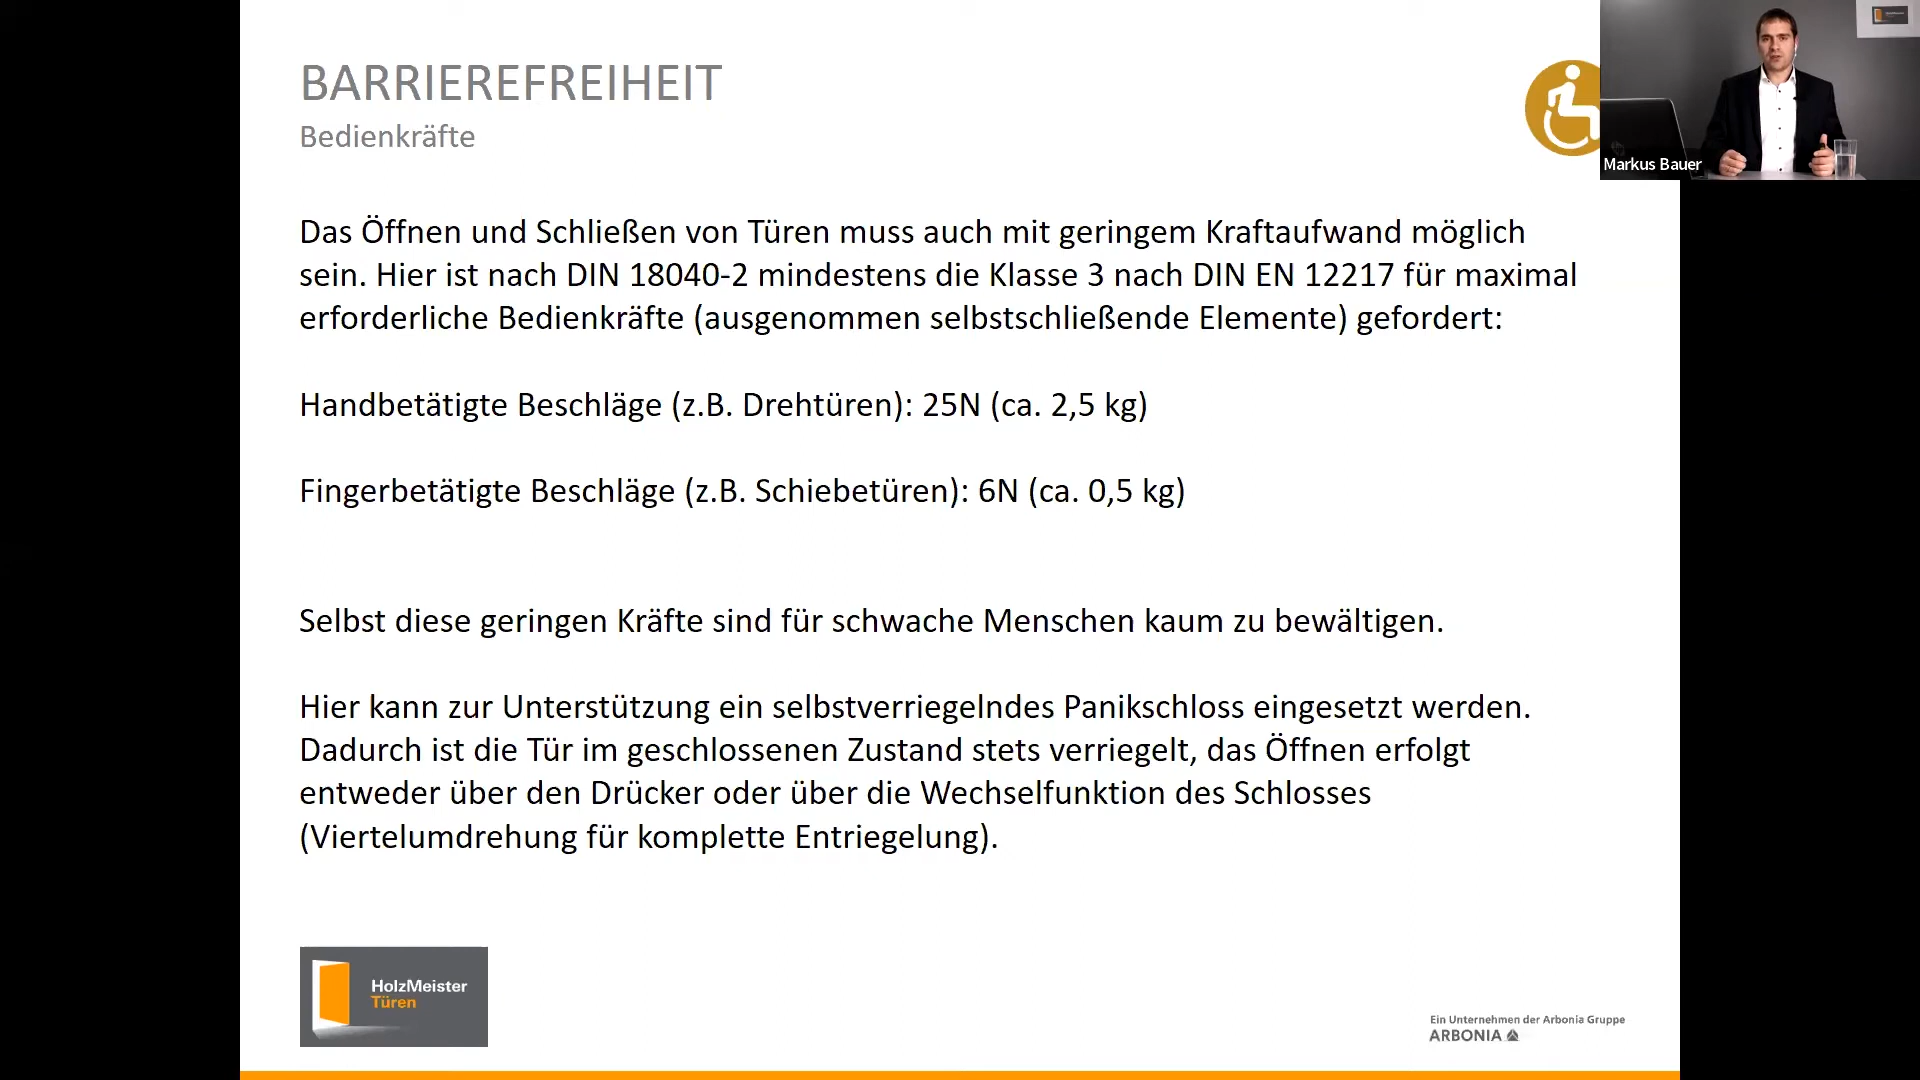 BARRIEREFREIHEIT
Bedienkräfte
Markus Bauer
Das Öffnen und Schließen von Türen muss auch mit geringem Kraftaufwand möglich
sein. Hier ist nach DIN 18040-2 mindestens die Klasse 3 nach DIN EN 12217 für maximal
erforderliche Bedienkräfte (ausgenommen selbstschließende Elemente) gefordert:
Handbetätigte Beschläge (z.B. Drehtüren): 25N (ca. 2,5 kg)
Fingerbetätigte Beschläge (z.B. Schiebetüren): 6N (ca. 0,5 kg)
Selbst diese geringen Kräfte sind für schwache Menschen kaum zu bewältigen.
Hier kann zur Unterstützung ein selbstverriegelndes Panikschloss eingesetzt werden.
Dadurch ist die Tür im geschlossenen Zustand stets verriegelt, das Öffnen erfolgt
entweder über den Drücker oder über die Wechselfunktion des Schlosses
(Viertelumdrehung für komplette Entriegelung).
HolzMeister
Türen
Ein Unternehmen der Arbonia Gruppe
ARBONIA